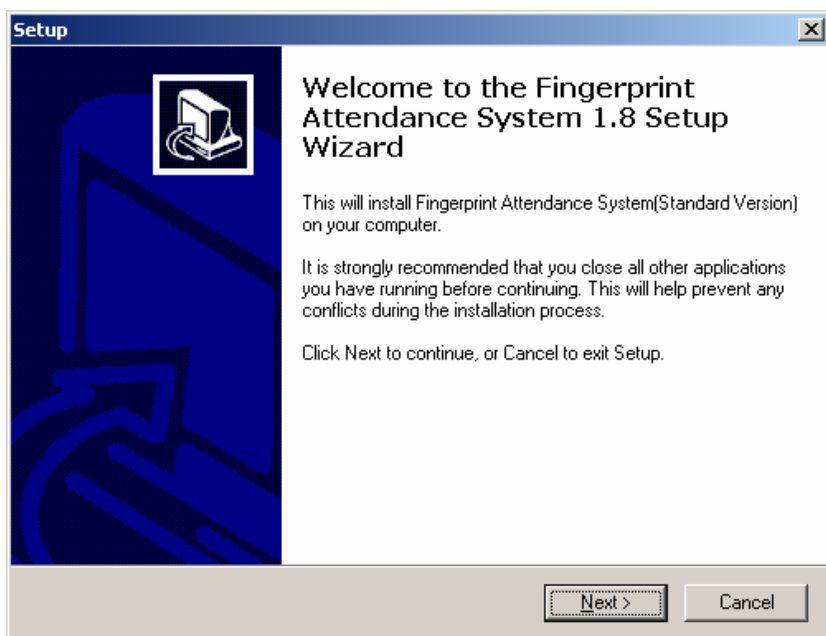 Setup
Welcome to the Fingerprint
Attendance System 1.8 Setup
Wizard
This will install Fingerprint Attendance System(Standard Version)
on your computer.
It is strongly recommended that you close all other applications
you have running before continuing. This will help prevent any
conflicts during the installation process.
Click Next to continue, or Cancel to exit Setup.
Next >
Cancel